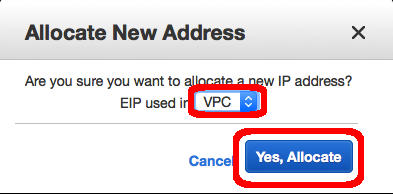 Allocate New Address
Are you sure you want to allocate a new IP address?
EIP used in VPC
Cancel Yes, Allocate